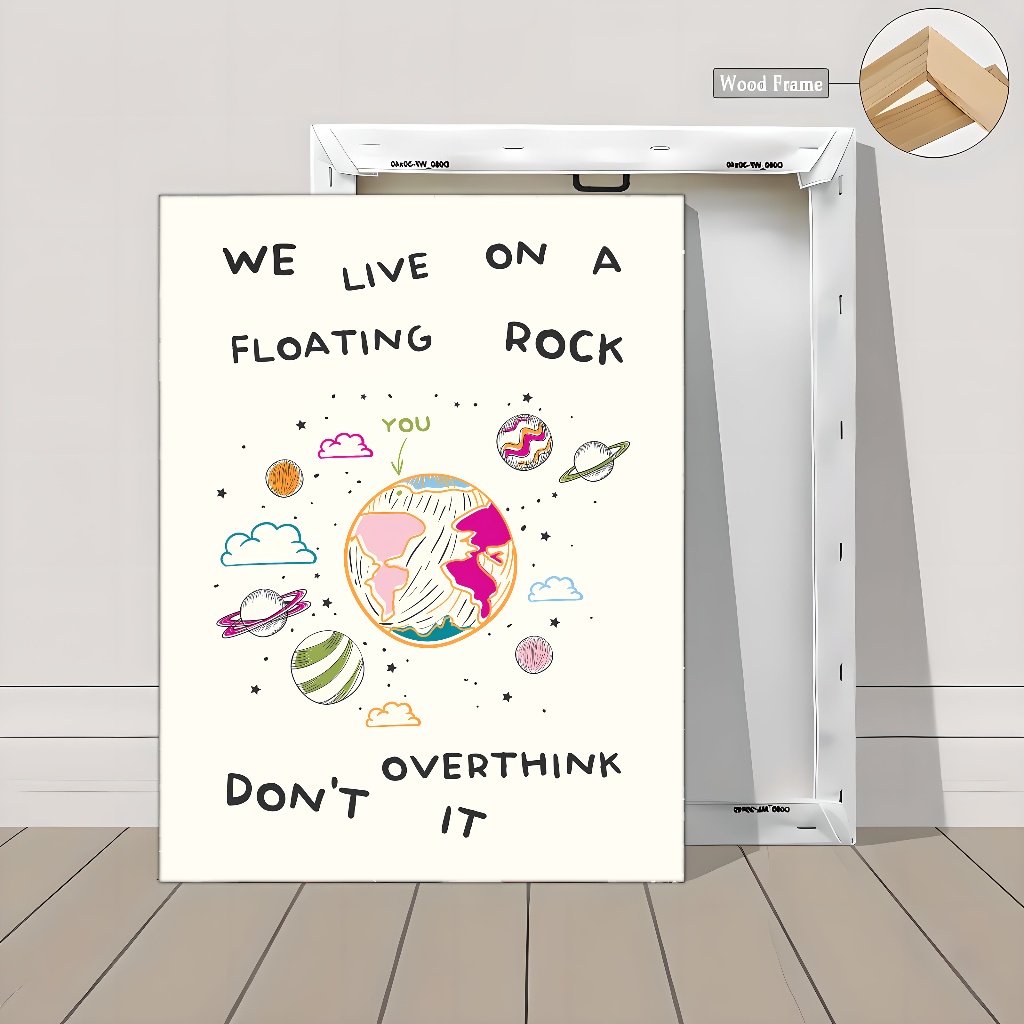 Wood Frame
WE LIVE ON A
FLOATING ROCK
YOU
DON'T OVERTHINK
IT